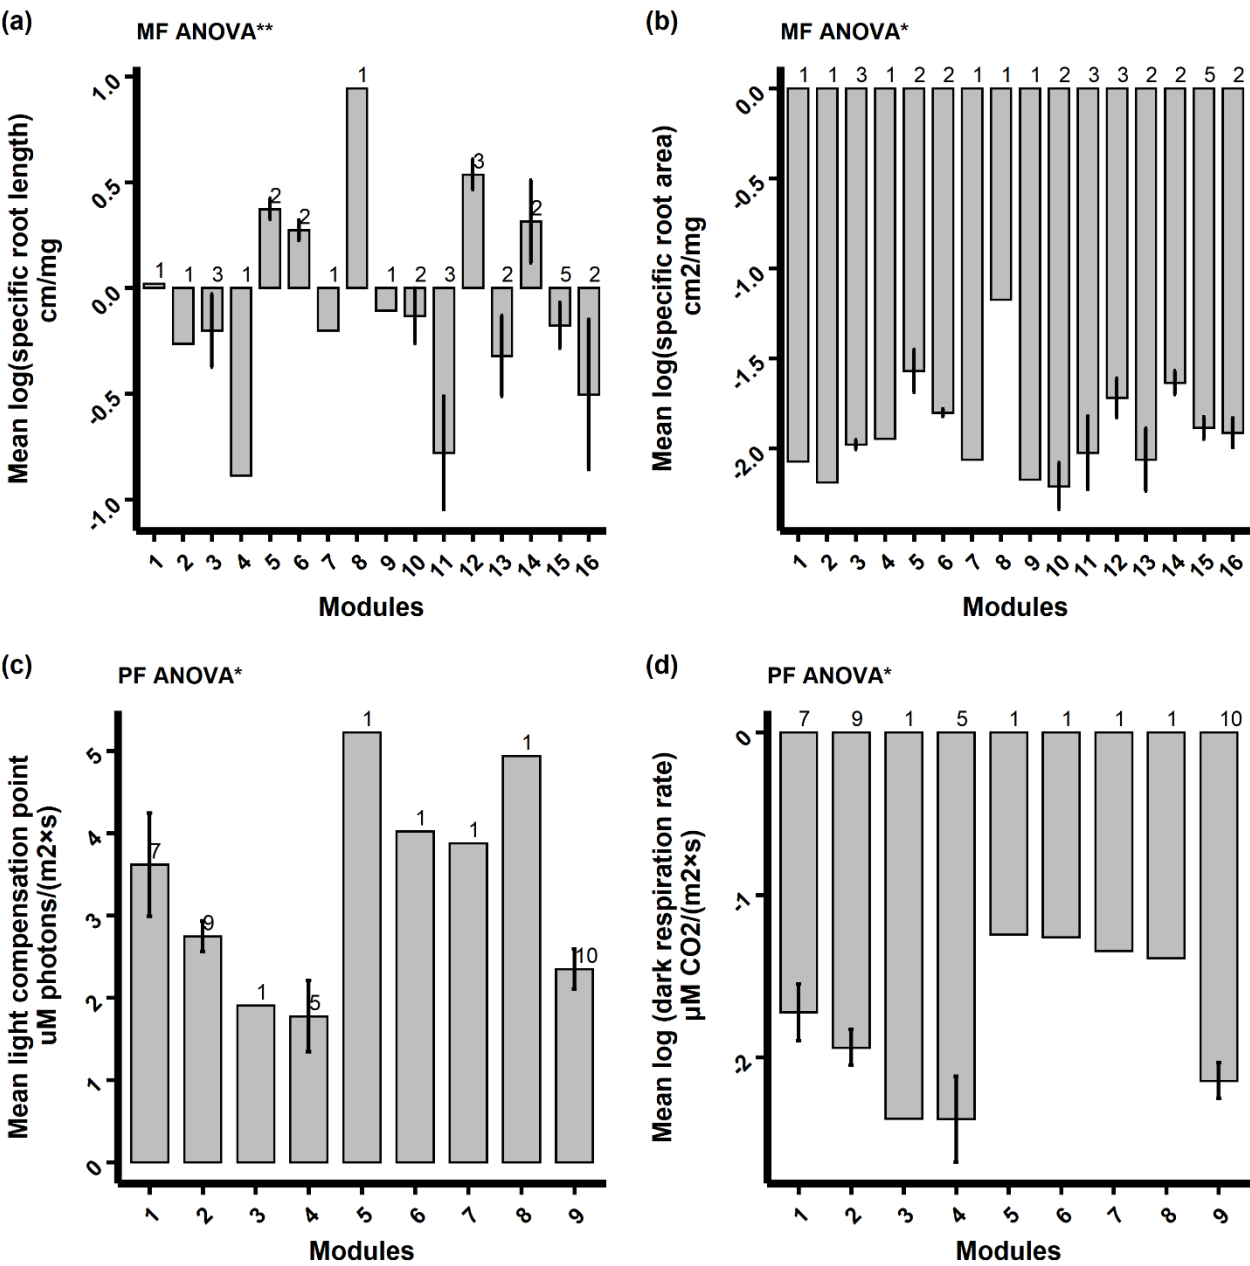 (a)
MF ANOVA**
Mean log(specific root length)
cm/mg
1.0
0.5
0.0
-0.5
-1.0
1 1 3 1 2 2 1 1 1 2 3 3 2 2 5 2
1 2 3 4 5 6 7 8 9 10 11 12 13 14 15 16
Modules
(b)
MF ANOVA*
Mean log(specific root area)
cm2/mg
0.0
-0.5
-1.0
-1.5
-2.0
1 1 3 1 2 2 1 1 1 2 3 3 2 2 5 2
1 2 3 4 5 6 7 8 9 10 11 12 13 14 15 16
Modules
(c)
PF ANOVA*
Mean light compensation point
uM photons/(m2×s)
5
4
3
2
1
0
7 9 1 5 1 1 1 1 10
1 2 3 4 5 6 7 8 9
Modules
(d)
PF ANOVA*
Mean log (dark respiration rate)
µM CO2/(m2×s)
0
-1
-2
7 9 1 5 1 1 1 1 10
1 2 3 4 5 6 7 8 9
Modules